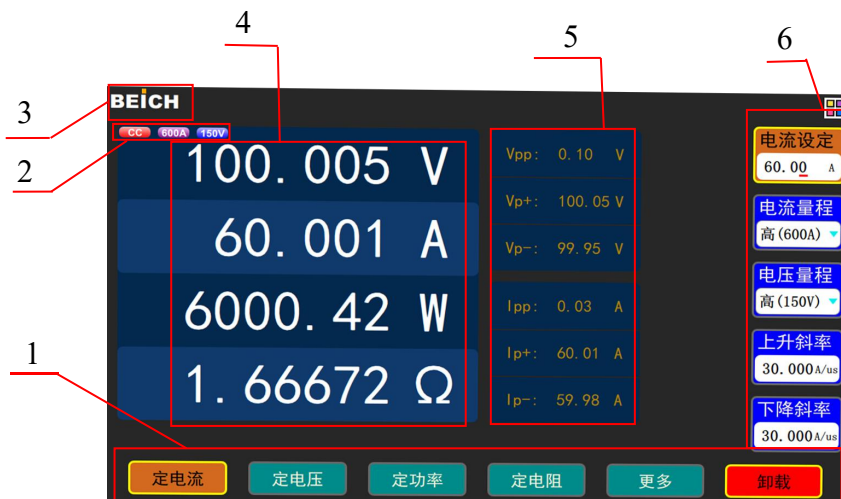 4
5
6
3
2
1
BEICH
CC 600A 150V
100.005 V
60.001 A
6000.42 W
1.66672 Ω
Vpp: 0.10 V
Vp+: 100.05 V
Vp-: 99.95 V
Ipp: 0.03 A
Ip+: 60.01 A
Ip-: 59.98 A
电流设定
60.00 A
电流量程
高(600A)
电压量程
高(150V)
上升斜率
30.000A/us
下降斜率
30.000A/us
定电流
定电压
定功率
定电阻
更多
卸载